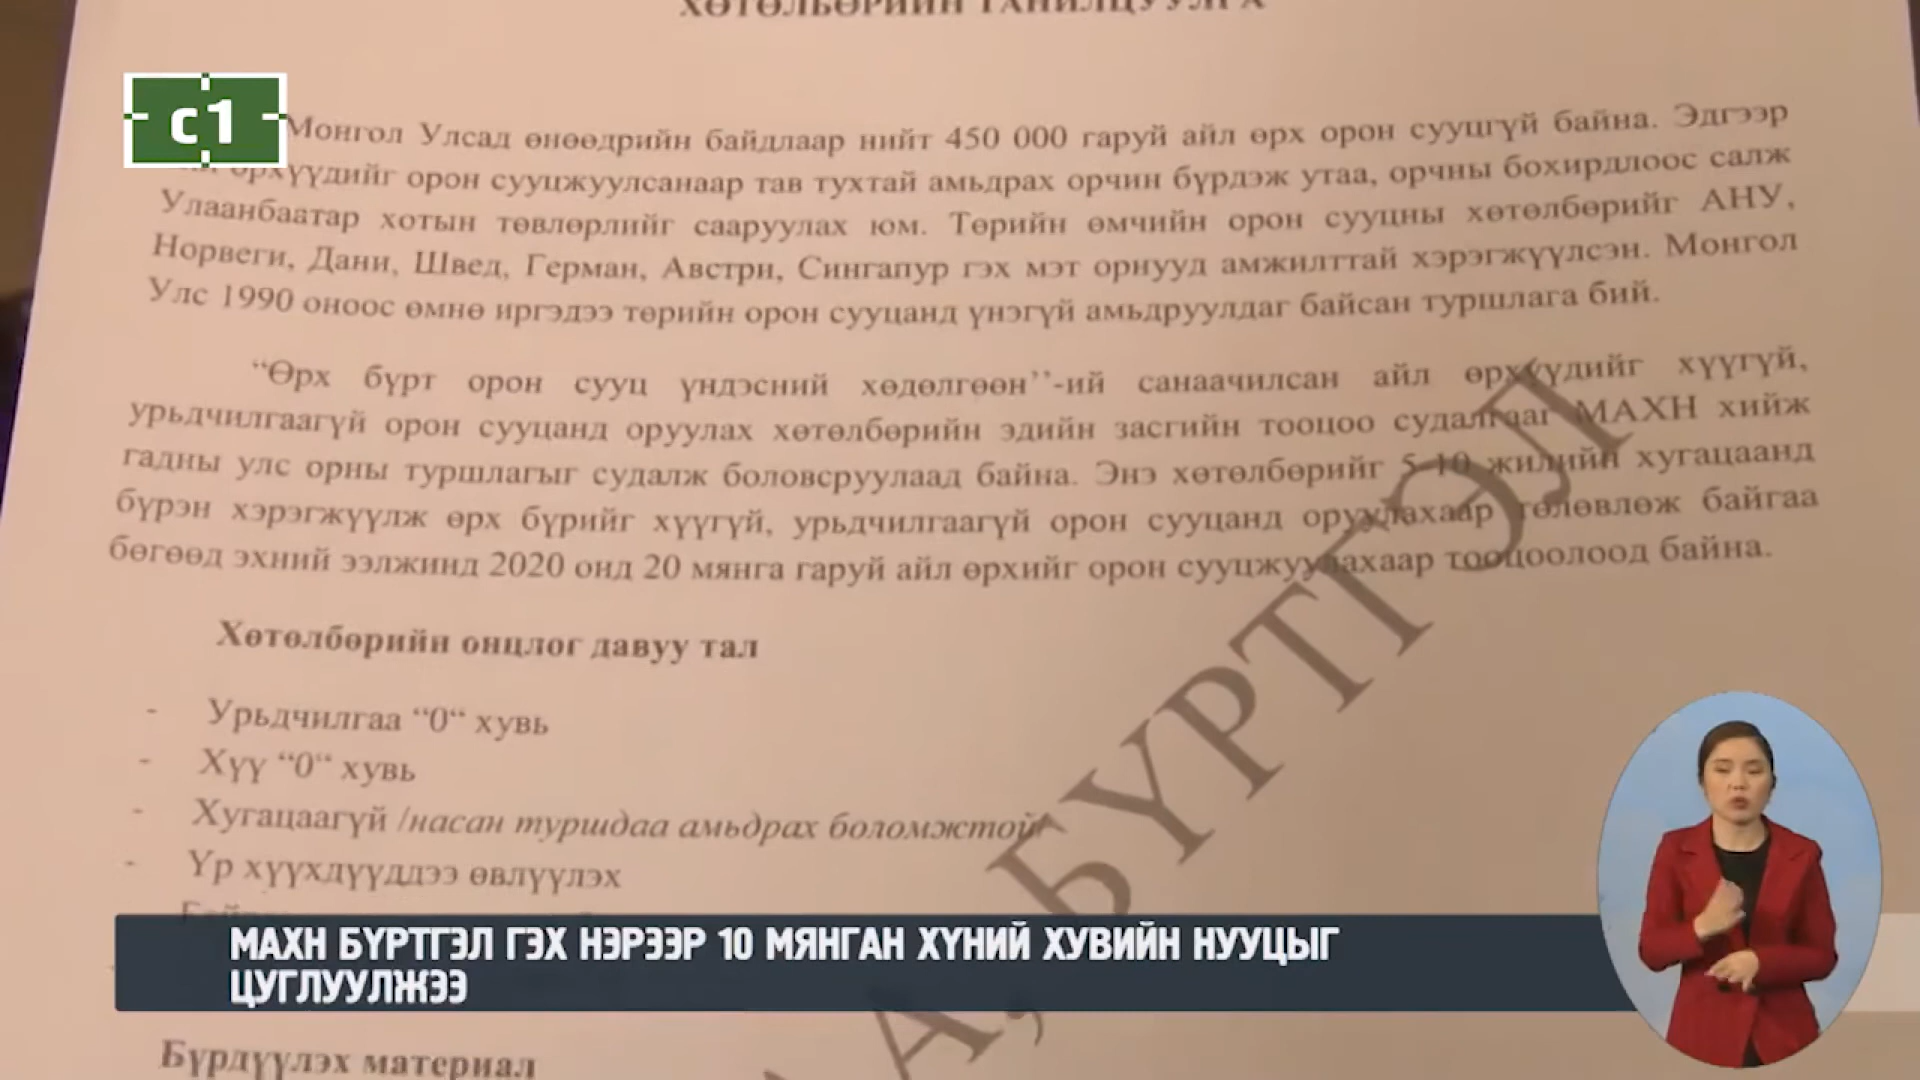 ХӨТӨЛБӨРИЙН ТАНИЛЦУУЛГА
c1
Монгол Улсад өнөөдрийн байдлаар нийт 450 000 гаруй айл өрх орон суушгүй байна. Эдгээр
өрхүүдийг орон сууцжуулсанаар тав тухтай амьдрах орчин бүрдэж утаа, орчны бохирдлоос салж
Улаанбаатар хотын төвлөрлийг сааруулах юм. Төрийн өмчийн орон сууцны хөтөлбөрийг АНУ,
Норвеги, Дани, Швед, Герман, Австри, Сингапур гэх мэт орнууд амжилттай хэрэгжүүлсэн. Монгол
Улс 1990 оноос өмнө иргэдээ төрийн орон сууцанд үнэгүй амьдруулдаг байсан туршлага бий.
“Өрх бүрт орон сууц үндэсний хөдөлгөөн’’-ий санаачилсан айл өрхүүдийг хүүгүй,
урьдчилгаагүй орон сууцанд оруулах хөтөлбөрийн эдийн засгийн тооцоо судалгааг МАХН хийж
гадны улс орны туршлагыг судалж боловсруулаад байна. Энэ хөтөлбөрийг 5-10 жилийн хугацаанд
бүрэн хэрэгжүүлж өрх бүрийг хүүгүй, урьдчилгаагүй орон сууцанд оруулахаар төлөвлөж байгаа
бөгөөд эхний ээлжинд 2020 онд 20 мянга гаруй айл өрхийг орон сууцжуулахаар тооцоолоод байна.
Хөтөлбөрийн онцлог давуу тал
- Урьдчилгаа “0“ хувь
- Хүү “0“ хувь
- Хугацаагүй /насан туршдаа амьдрах боломжтой/
- Үр хүүхдүүддээ өвлүүлэх
БҮРТГЭЛ
МАХН БҮРТГЭЛ ГЭХ НЭРЭЭР 10 МЯНГАН ХҮНИЙ ХУВИЙН НУУЦЫГ
ЦУГЛУУЛЖЭЭ
Бүрдүүлэх материал